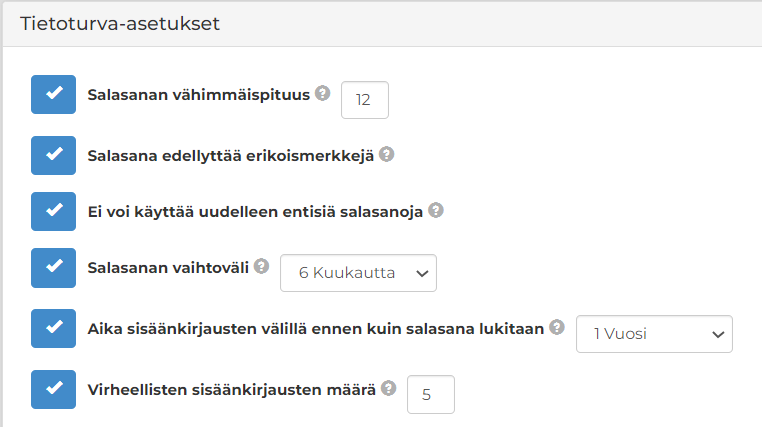 Tietoturva-asetukset
Salasanan vähimmäispituus ? 12
Salasana edellyttää erikoismerkkejä ?
Ei voi käyttää uudelleen entisiä salasanoja ?
Salasanan vaihtoväli ? 6 Kuukautta
Aika sisäänkirjausten välillä ennen kuin salasana lukitaan ? 1 Vuosi
Virheellisten sisäänkirjausten määrä ? 5